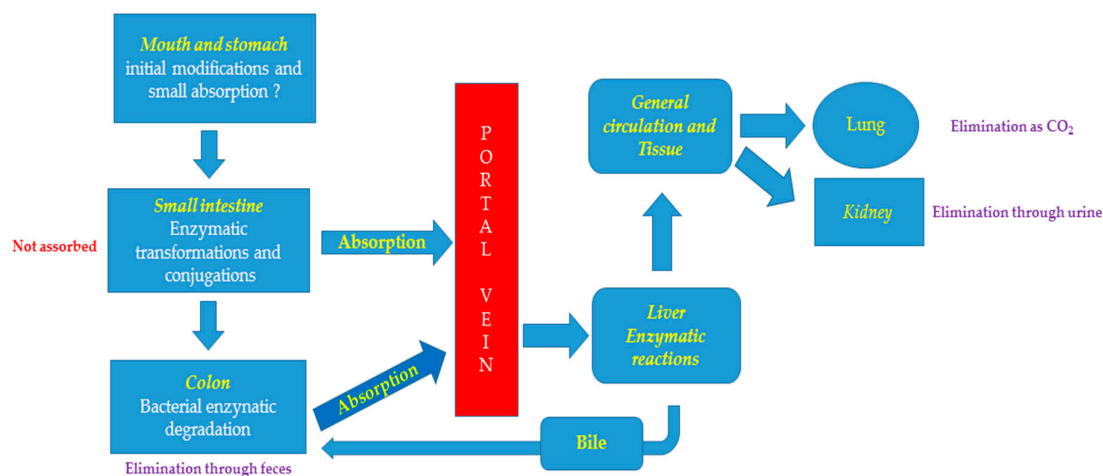 Mouth and stomach
initial modifications and
small absorption ?
Small intestine
Enzymatic
transformations and
conjugations
Not assorbed
Absorption
Colon
Bacterial enzynatic
degradation
Elimination through feces
Absorption
PORTAL VEIN
Liver
Enzymatic
reactions
Bile
General
circulation and
Tissue
Lung
Elimination as CO₂
Kidney
Elimination through urine